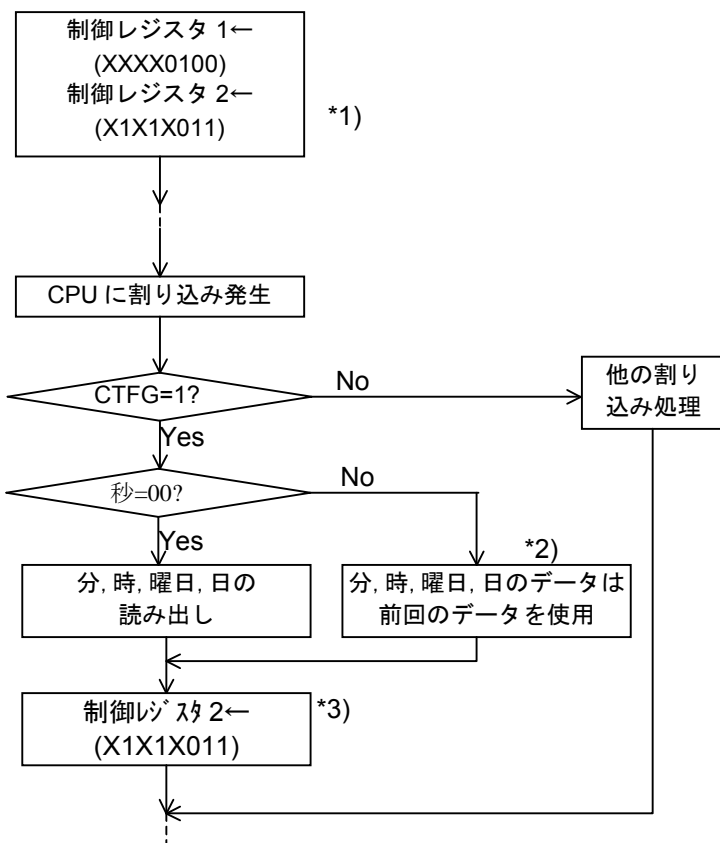 制御レジスタ 1←
(XXXX0100)
制御レジスタ 2←
(X1X1X011)
*1)
CPU に割り込み発生
CTFG=1?
No
他の割り
込み処理
Yes
秒=00?
No
Yes
*2)
分, 時, 曜日, 日の
読み出し
分, 時, 曜日, 日のデータは
前回のデータを使用
制御ﾚｼﾞｽﾀ 2←
(X1X1X011)
*3)